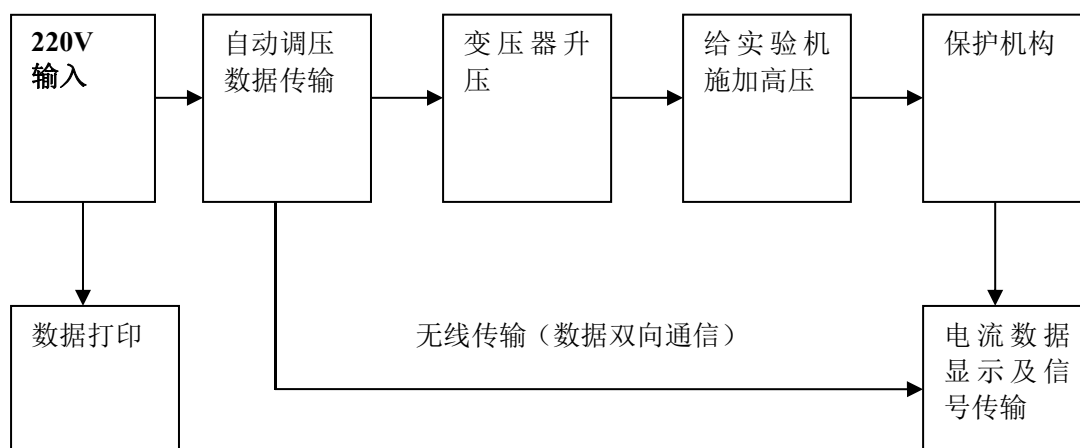 220V
输入
自动调压
数据传输
变压器升
压
给实验机
施加高压
保护机构
数据打印
无线传输（数据双向通信）
电流数据
显示及信
号传输